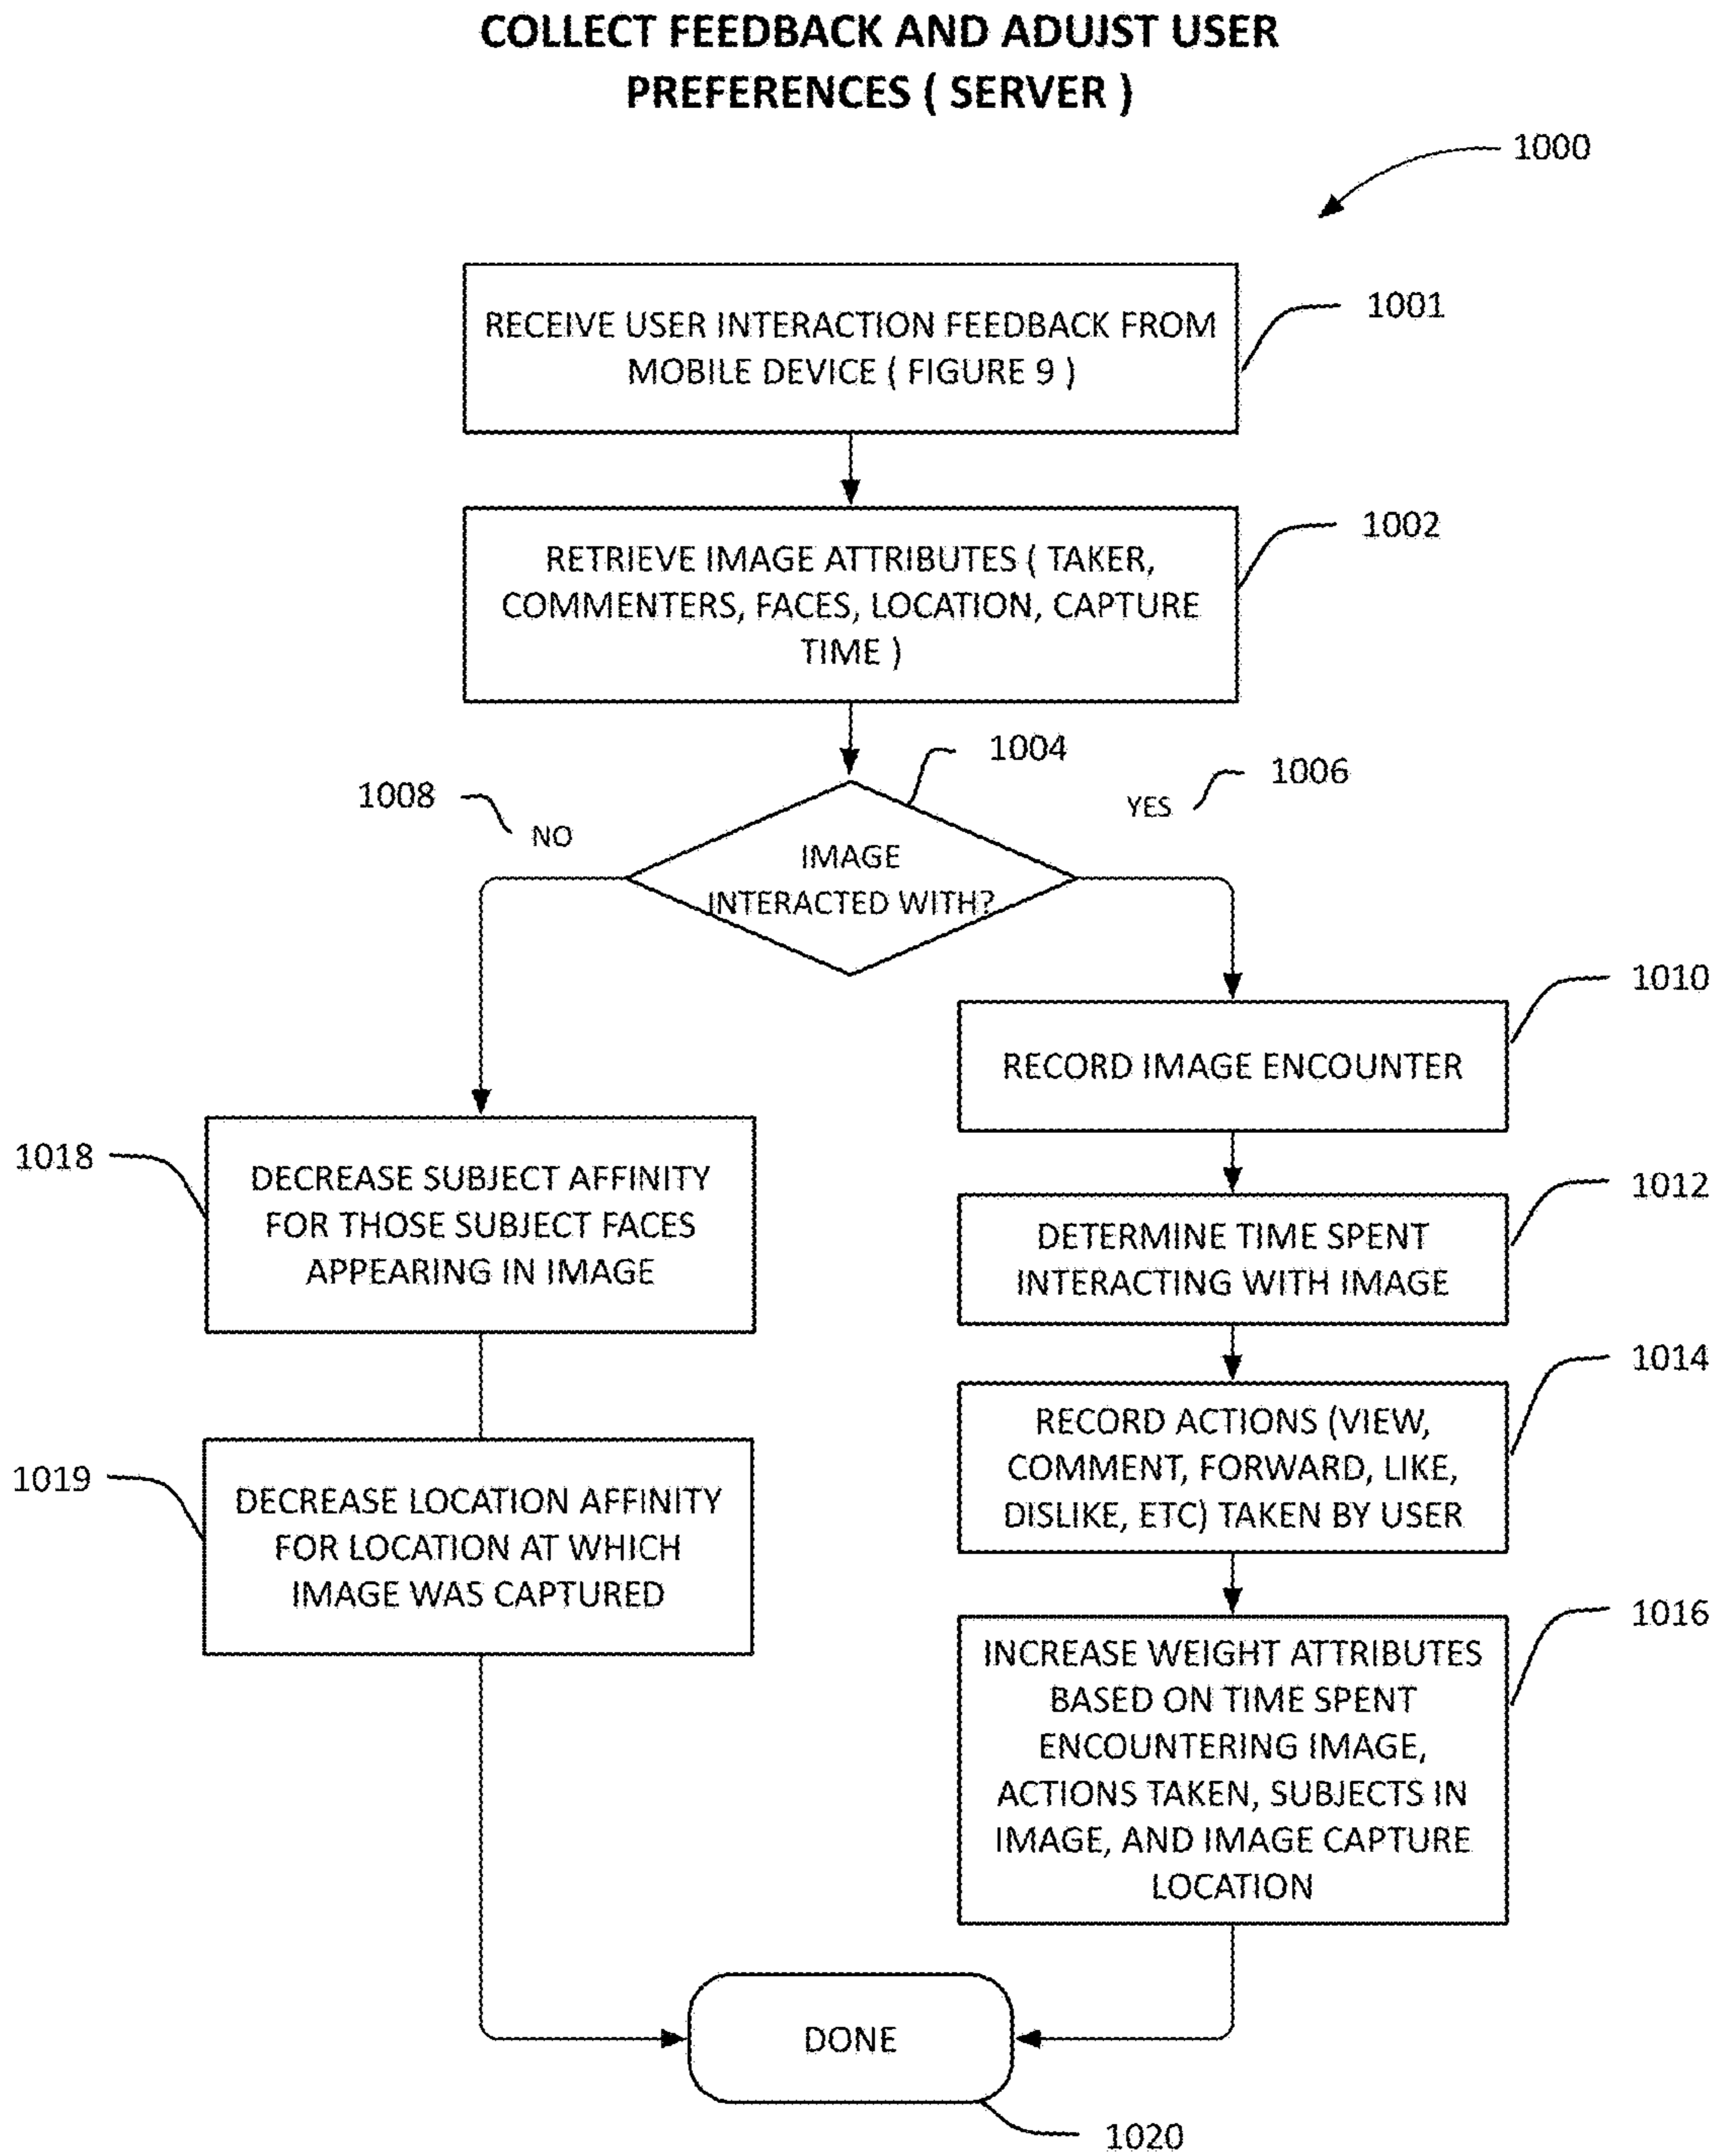 COLLECT FEEDBACK AND ADUJST USER
PREFERENCES ( SERVER )
1000
RECEIVE USER INTERACTION FEEDBACK FROM
MOBILE DEVICE ( FIGURE 9 )
1001
RETRIEVE IMAGE ATTRIBUTES ( TAKER,
COMMENTERS, FACES, LOCATION, CAPTURE
TIME )
1002
1004
1006
1008
YES
NO
IMAGE
INTERACTED WITH?
1010
RECORD IMAGE ENCOUNTER
1018
DECREASE SUBJECT AFFINITY
FOR THOSE SUBJECT FACES
APPEARING IN IMAGE
1012
DETERMINE TIME SPENT
INTERACTING WITH IMAGE
1014
RECORD ACTIONS (VIEW,
COMMENT, FORWARD, LIKE,
DISLIKE, ETC) TAKEN BY USER
1019
DECREASE LOCATION AFFINITY
FOR LOCATION AT WHICH
IMAGE WAS CAPTURED
1016
INCREASE WEIGHT ATTRIBUTES
BASED ON TIME SPENT
ENCOUNTERING IMAGE,
ACTIONS TAKEN, SUBJECTS IN
IMAGE, AND IMAGE CAPTURE
LOCATION
DONE
1020